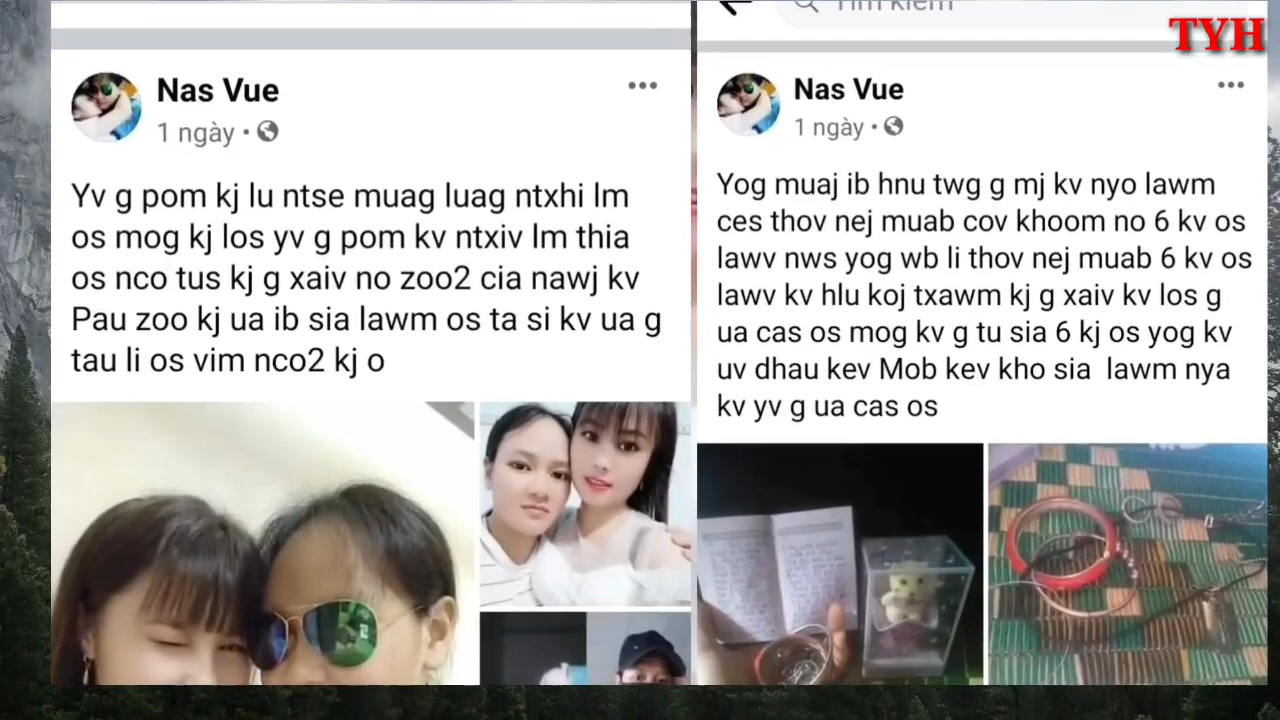 Nas Vue
1 ngày
Yv g pom kj lu ntse muag luag ntxhi lm
os mog kj los yv g pom kv ntxiv lm thia
os nco tus kj g xaiv no zoo2 cia nawj kv
Pau zoo kj ua ib sia lawm os ta si kv ua g
tau li os vim nco2 kj o
Tìm kiếm
TYH
Nas Vue
1 ngày
Yog muaj ib hnu twg g mj kv nyo lawm
ces thov nej muab cov khoom no 6 kv os
lawv nws yog wb li thov nej muab 6 kv os
lawv kv hlu koj txawm kj g xaiv kv los g
ua cas os mog kv g tu sia 6 kj os yog kv
uv dhau kev Mob kev kho sia lawm nya
kv yv g ua cas os